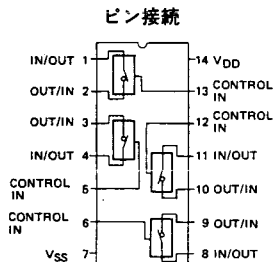 ピン接続
IN/OUT 1
OUT/IN 2
OUT/IN 3
IN/OUT 4
CONTROL IN 5
CONTROL IN 6
VSS 7
14 VDD
13 CONTROL IN
12 CONTROL IN
11 IN/OUT
10 OUT/IN
9 OUT/IN
8 IN/OUT